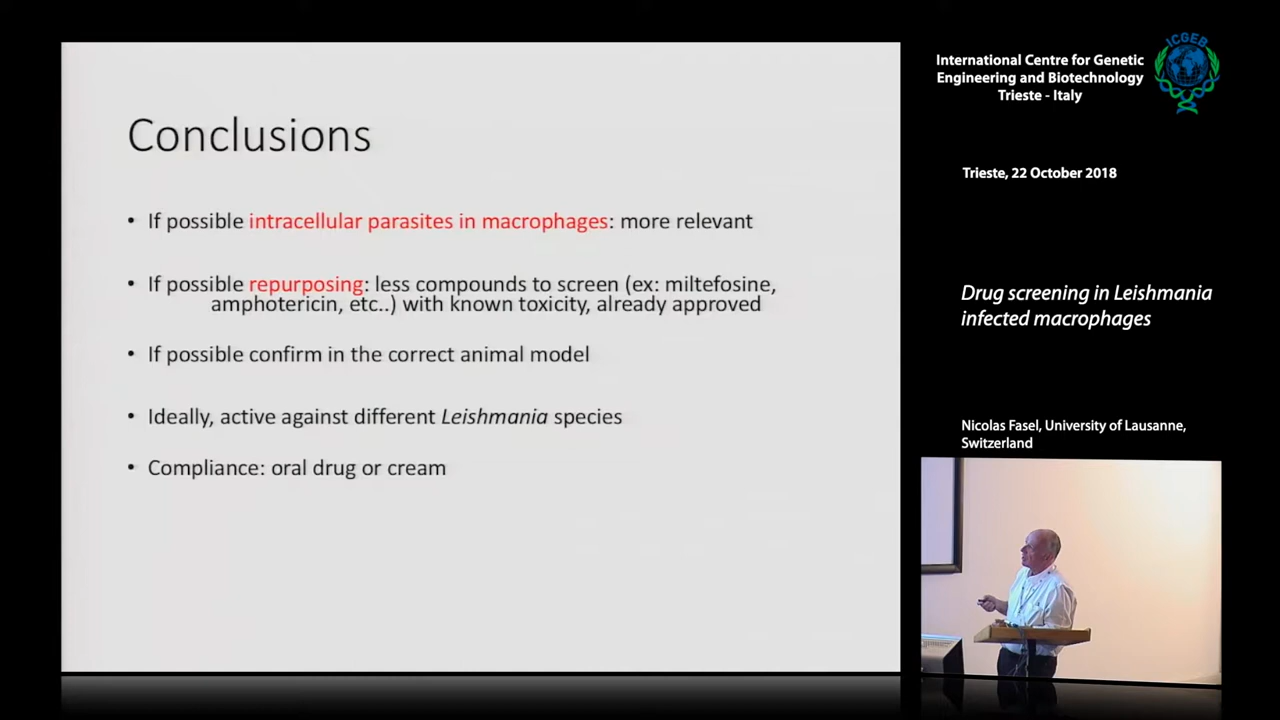 Conclusions
• If possible intracellular parasites in macrophages: more relevant
• If possible repurposing: less compounds to screen (ex: miltefosine,
amphotericin, etc..) with known toxicity, already approved
• If possible confirm in the correct animal model
• Ideally, active against different Leishmania species
• Compliance: oral drug or cream
International Centre for Genetic
Engineering and Biotechnology
Trieste - Italy
ICGEB
Trieste, 22 October 2018
Drug screening in Leishmania
infected macrophages
Nicolas Fasel, University of Lausanne,
Switzerland